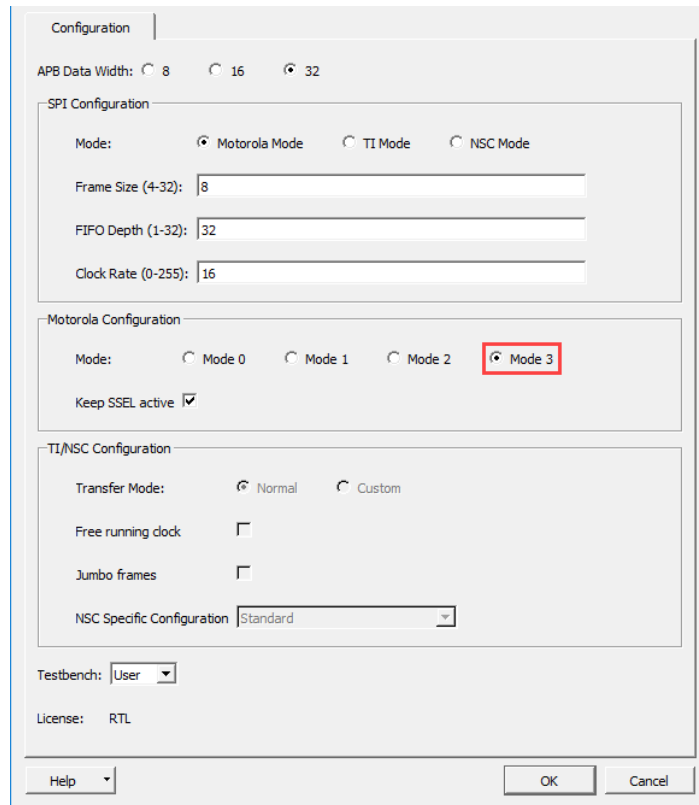 Configuration
APB Data Width: 8 16 32
SPI Configuration
Mode: Motorola Mode TI Mode NSC Mode
Frame Size (4-32): 8
FIFO Depth (1-32): 32
Clock Rate (0-255): 16
Motorola Configuration
Mode: Mode 0 Mode 1 Mode 2 Mode 3
Keep SSEL active
TI/NSC Configuration
Transfer Mode: Normal Custom
Free running clock
Jumbo frames
NSC Specific Configuration Standard
Testbench: User
License: RTL
Help OK Cancel